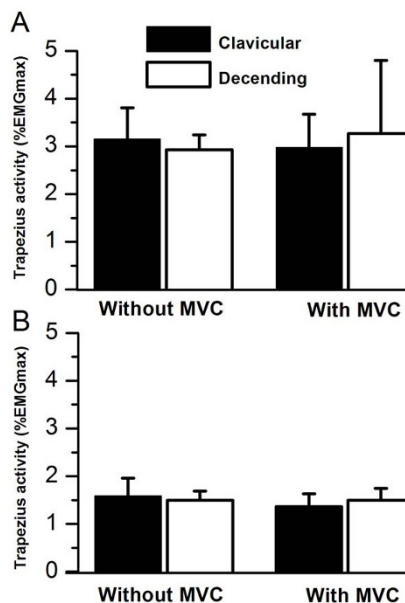 A
Clavicular
Decending
Trapezius activity (%EMGmax)
5
4
3
2
1
0
Without MVC
With MVC
B
Trapezius activity (%EMGmax)
5
4
3
2
1
0
Without MVC
With MVC